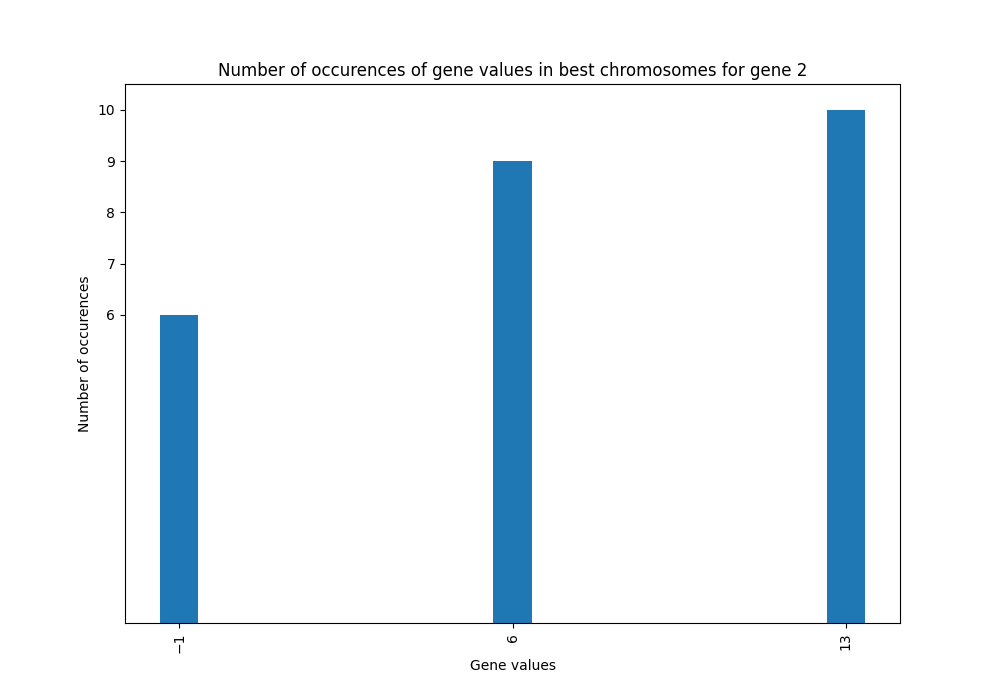 Number of occurences of gene values in best chromosomes for gene 2
10
9
8
7
6
Number of occurences
−1
6
13
Gene values